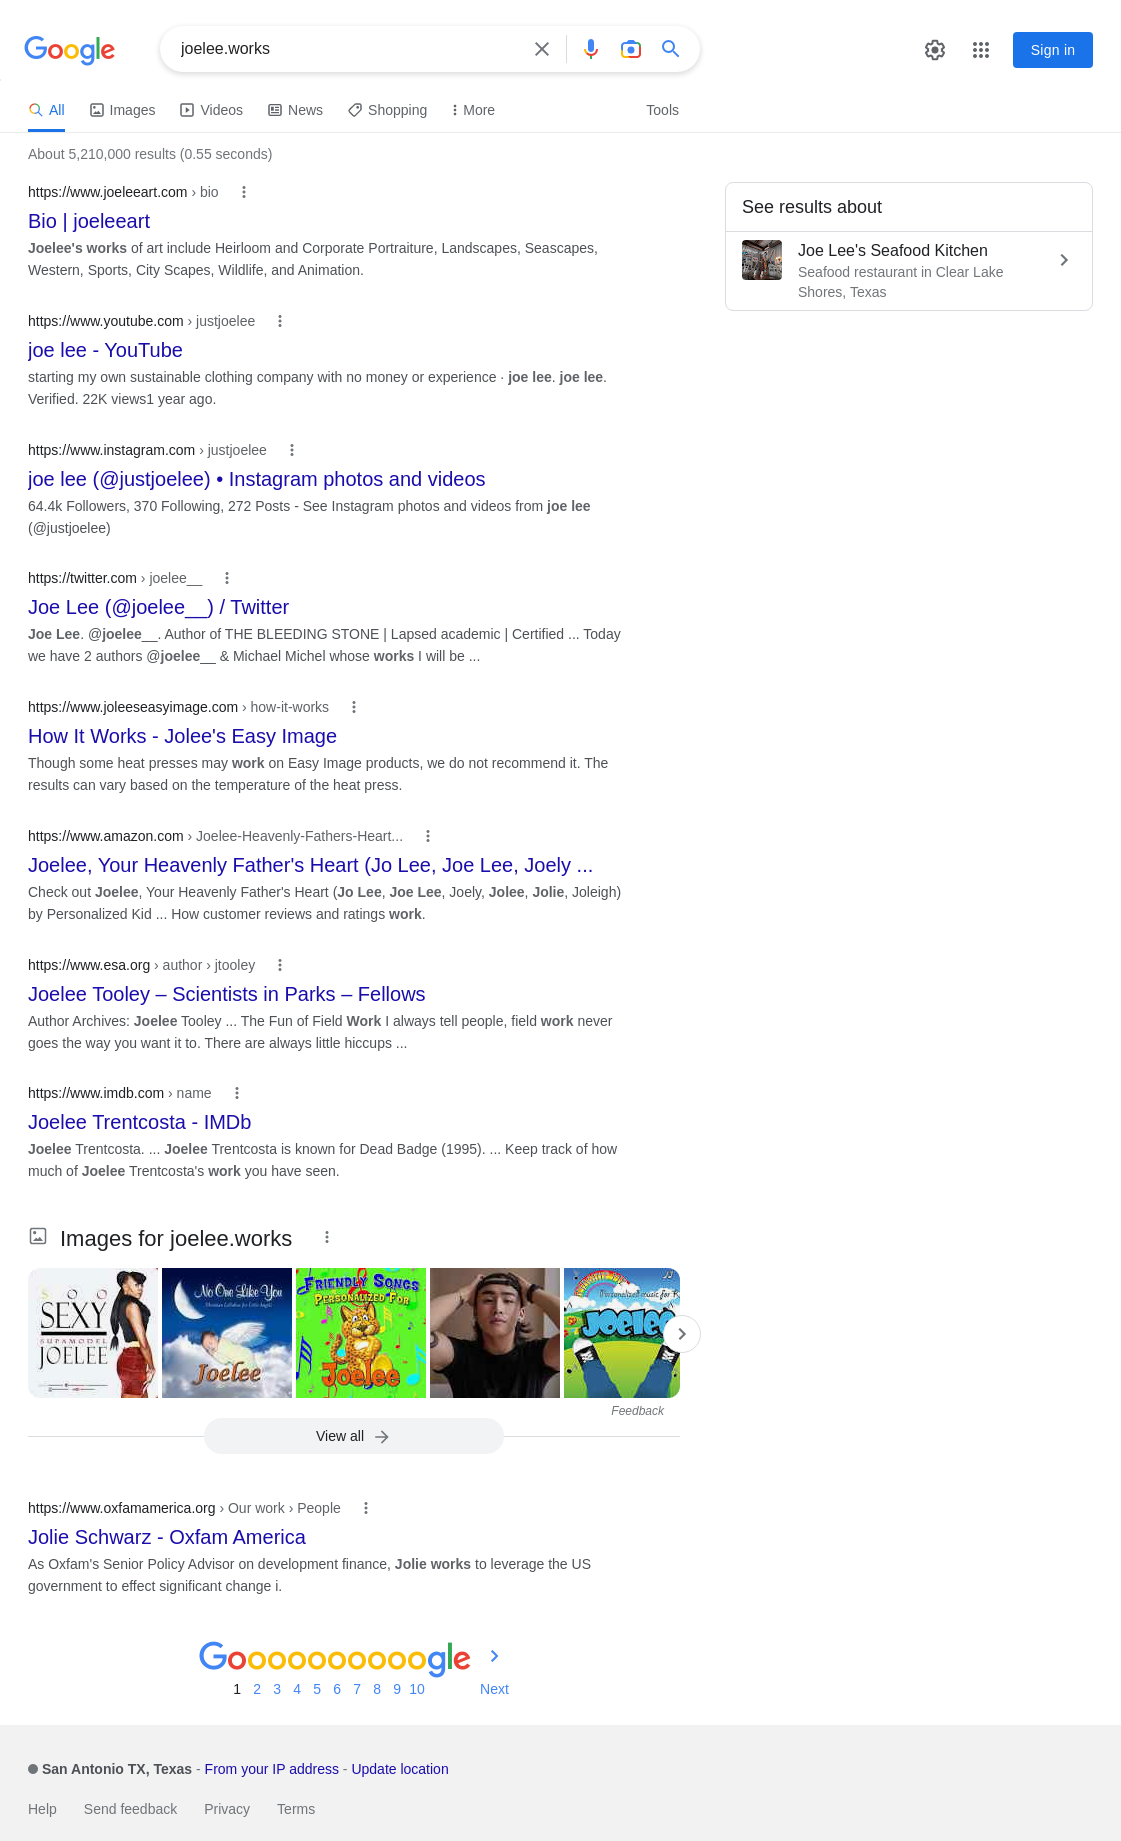 Google
joelee.works
Sign in
All
Images
Videos
News
Shopping
More
Tools
About 5,210,000 results (0.55 seconds)
https://www.joeleeart.com › bio
Bio | joeleeart
Joelee's works of art include Heirloom and Corporate Portraiture, Landscapes, Seascapes,
Western, Sports, City Scapes, Wildlife, and Animation.
See results about
Joe Lee's Seafood Kitchen
Seafood restaurant in Clear Lake
Shores, Texas
https://www.youtube.com › justjoelee
joe lee - YouTube
starting my own sustainable clothing company with no money or experience · joe lee. joe lee.
Verified. 22K views1 year ago.
https://www.instagram.com › justjoelee
joe lee (@justjoelee) • Instagram photos and videos
64.4k Followers, 370 Following, 272 Posts - See Instagram photos and videos from joe lee
(@justjoelee)
https://twitter.com › joelee__
Joe Lee (@joelee__) / Twitter
Joe Lee. @joelee__. Author of THE BLEEDING STONE | Lapsed academic | Certified ... Today
we have 2 authors @joelee__ & Michael Michel whose works I will be ...
https://www.joleeseasyimage.com › how-it-works
How It Works - Jolee's Easy Image
Though some heat presses may work on Easy Image products, we do not recommend it. The
results can vary based on the temperature of the heat press.
https://www.amazon.com › Joelee-Heavenly-Fathers-Heart...
Joelee, Your Heavenly Father's Heart (Jo Lee, Joe Lee, Joely ...
Check out Joelee, Your Heavenly Father's Heart (Jo Lee, Joe Lee, Joely, Jolee, Jolie, Joleigh)
by Personalized Kid ... How customer reviews and ratings work.
https://www.esa.org › author › jtooley
Joelee Tooley – Scientists in Parks – Fellows
Author Archives: Joelee Tooley ... The Fun of Field Work I always tell people, field work never
goes the way you want it to. There are always little hiccups ...
https://www.imdb.com › name
Joelee Trentcosta - IMDb
Joelee Trentcosta. ... Joelee Trentcosta is known for Dead Badge (1995). ... Keep track of how
much of Joelee Trentcosta's work you have seen.
Images for joelee.works
SOO
SEXY
SUPAMODEL
JOELEE
No One Like You
Christian Lullabies for Little Angels
Joelee
FRIENDLY SONGS
PERSONALIZED FOR
Joelee
Personalized music for K
Joelee
Feedback
View all
https://www.oxfamamerica.org › Our work › People
Jolie Schwarz - Oxfam America
As Oxfam's Senior Policy Advisor on development finance, Jolie works to leverage the US
government to effect significant change i.
Goooooooooogle
1 2 3 4 5 6 7 8 9 10 Next
San Antonio TX, Texas - From your IP address - Update location
Help
Send feedback
Privacy
Terms